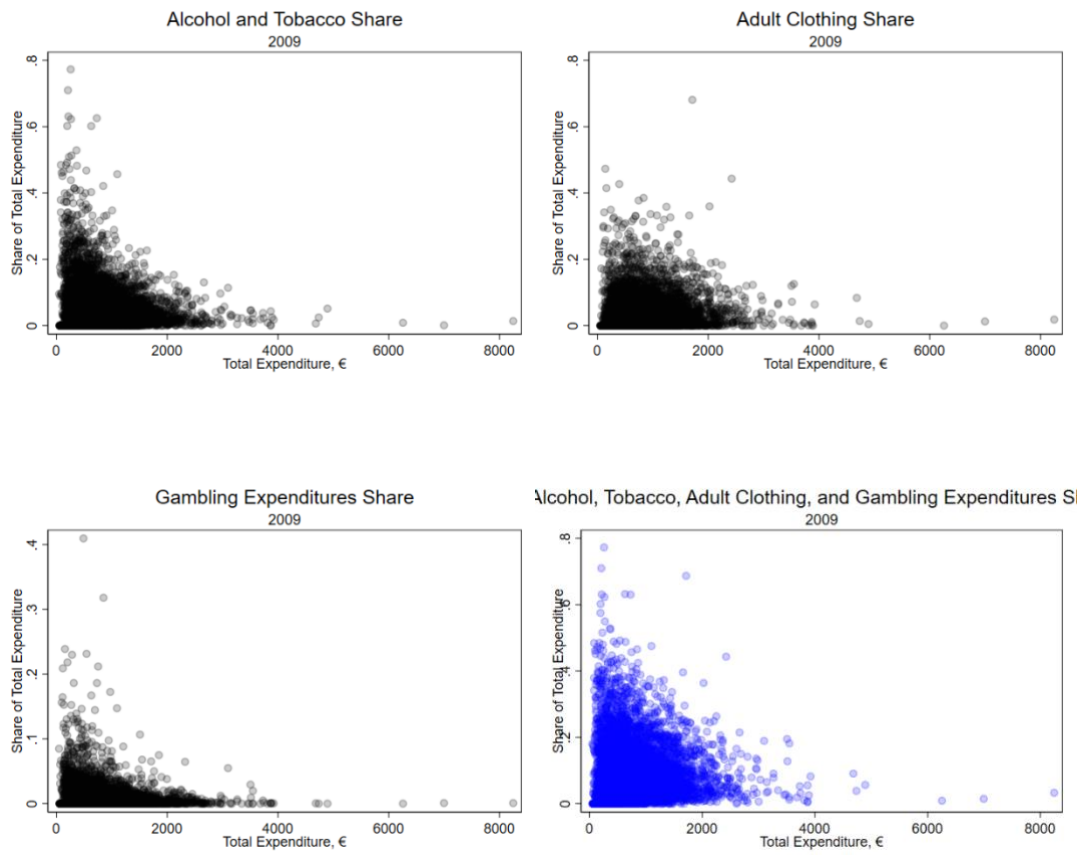 Alcohol and Tobacco Share
2009
.8
.6
.4
.2
0
Share of Total Expenditure
0 2000 4000 6000 8000
Total Expenditure, €
Adult Clothing Share
2009
.8
.6
.4
.2
0
Share of Total Expenditure
0 2000 4000 6000 8000
Total Expenditure, €
Gambling Expenditures Share
2009
.4
.3
.2
.1
0
Share of Total Expenditure
0 2000 4000 6000 8000
Total Expenditure, €
Alcohol, Tobacco, Adult Clothing, and Gambling Expenditures
2009
.8
.6
.4
.2
0
Share of Total Expenditure
0 2000 4000 6000 8000
Total Expenditure, €